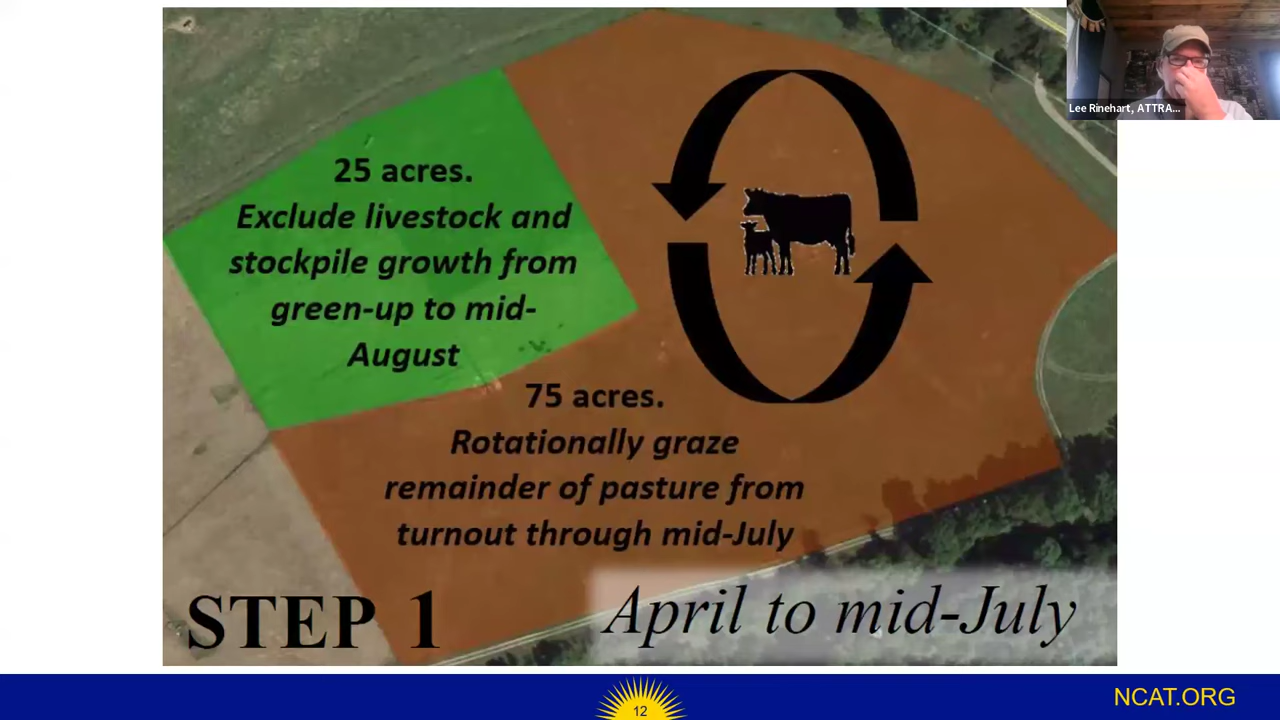 Lee Rinehart, ATTRA...
25 acres.
Exclude livestock and
stockpile growth from
green-up to mid-
August
75 acres.
Rotationally graze
remainder of pasture from
turnout through mid-July
STEP 1
April to mid-July
12
NCAT.ORG